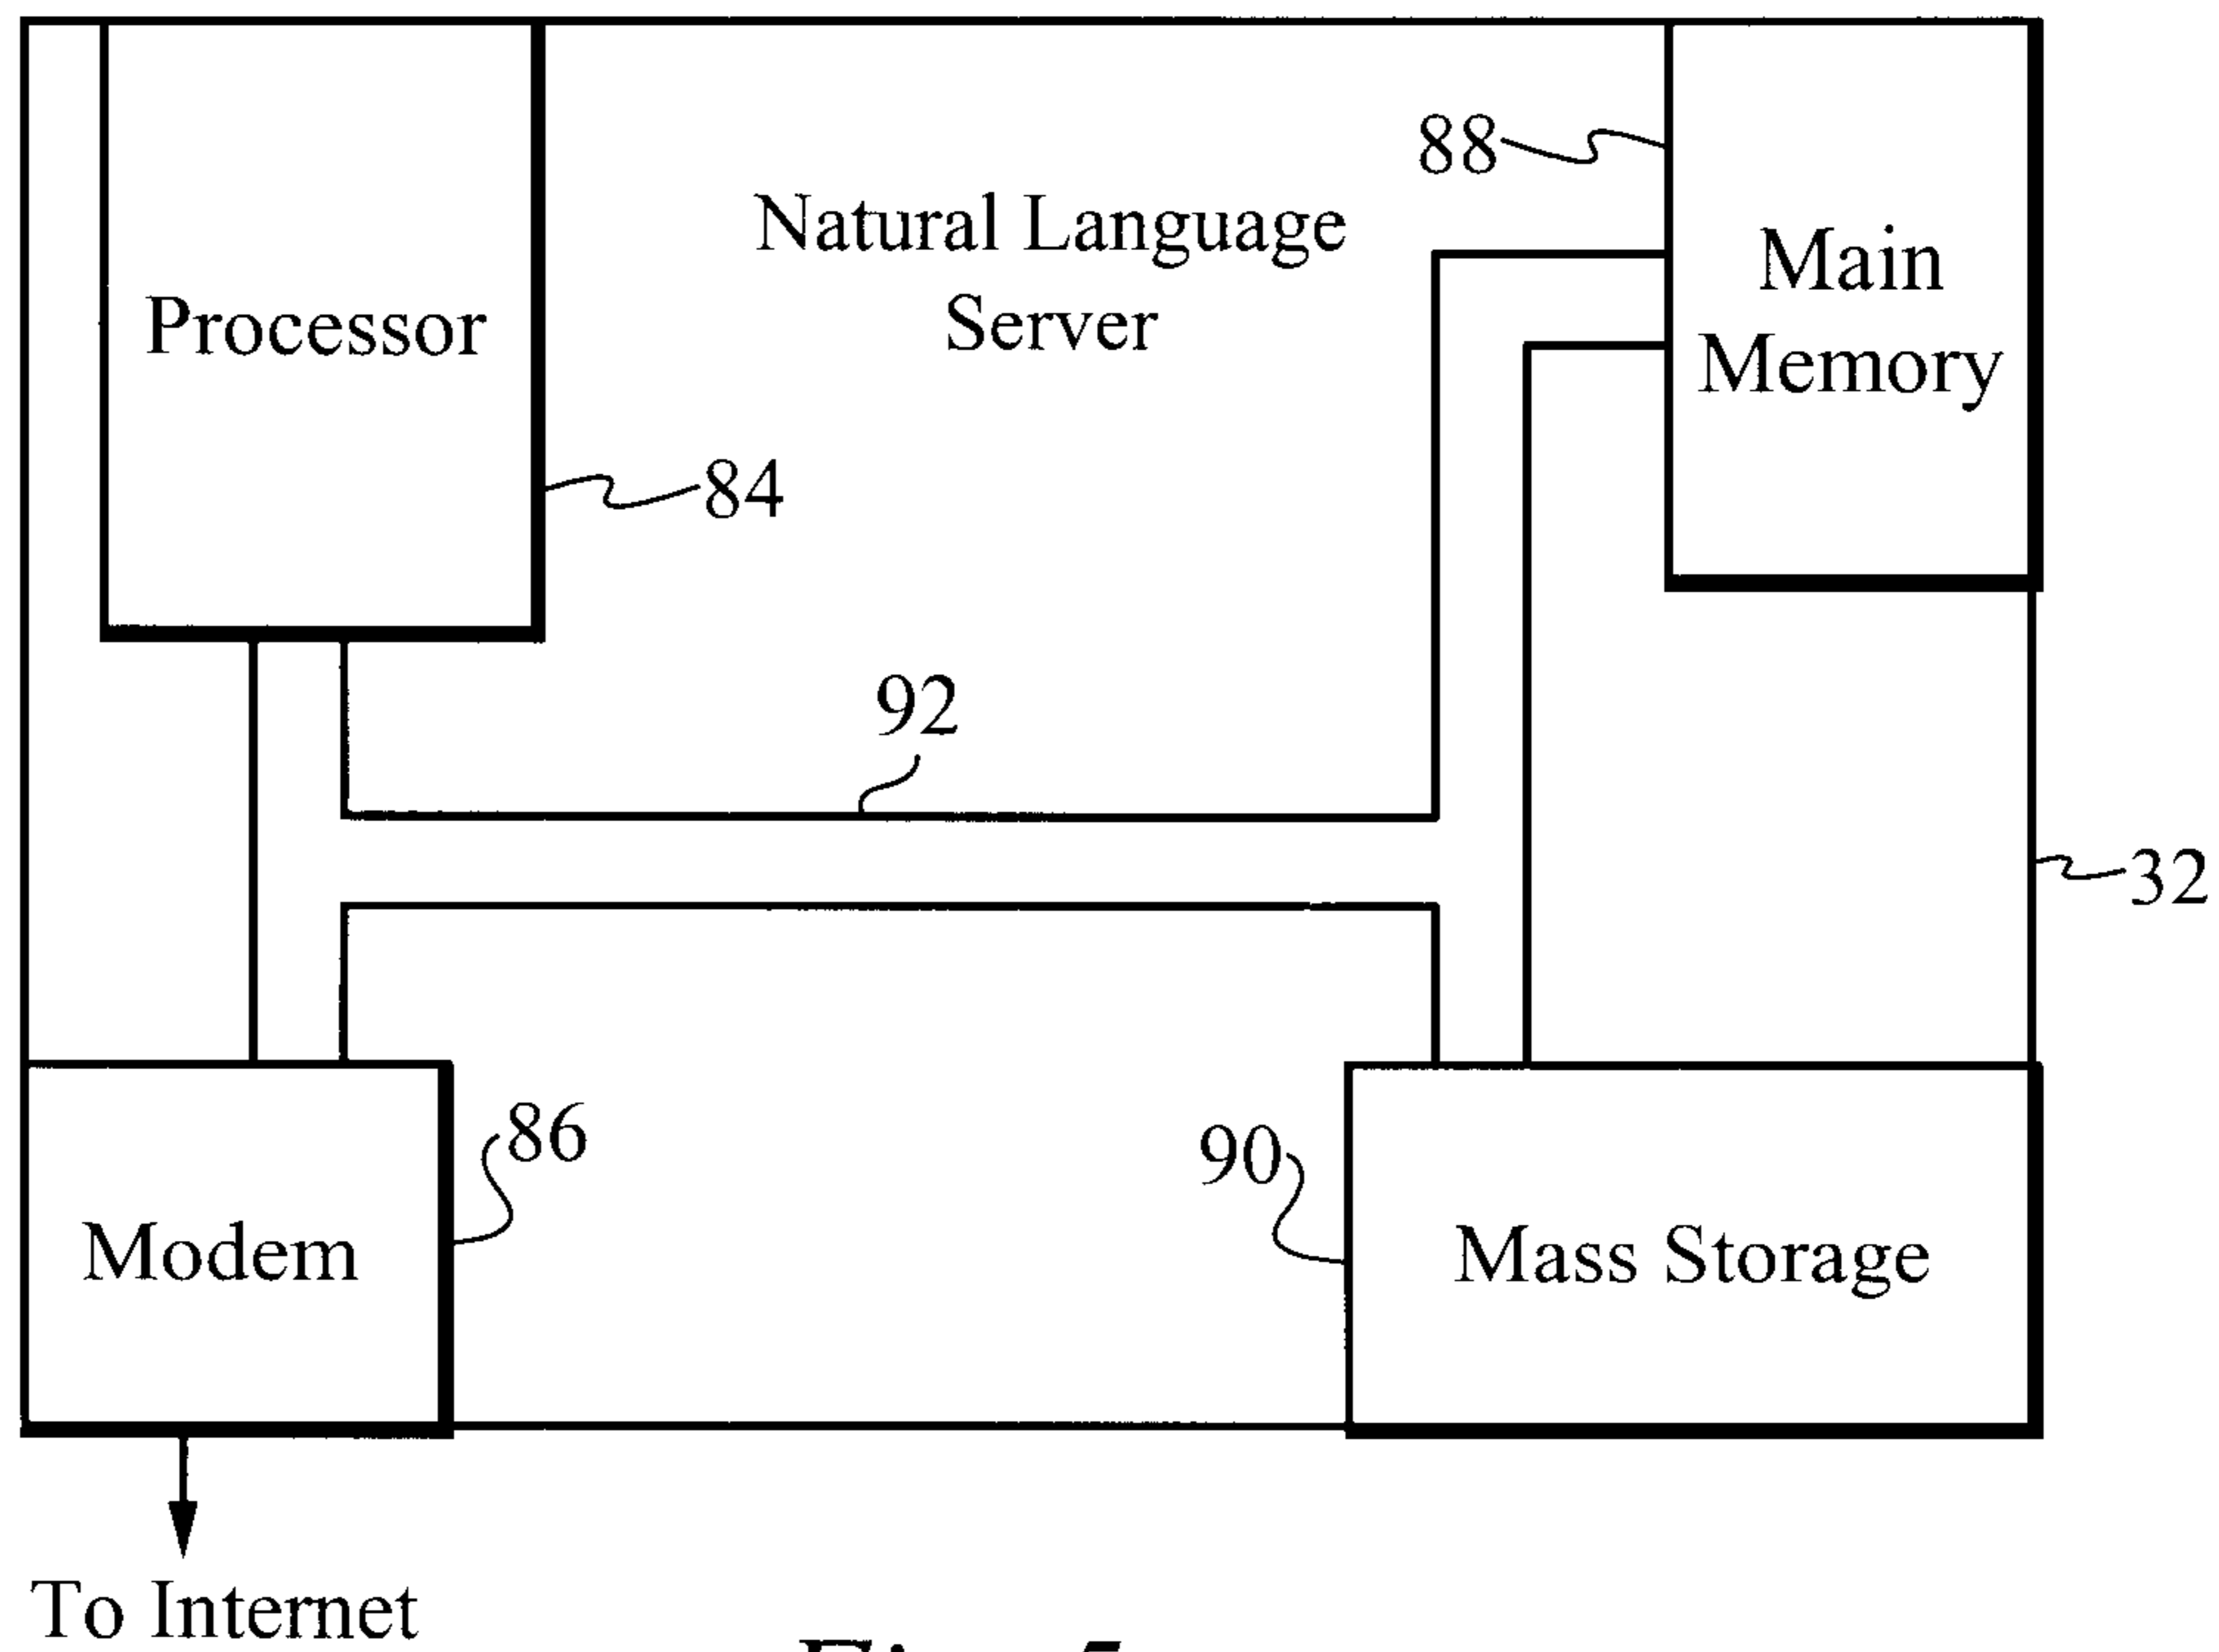 88
Natural Language
Server
Main
Memory
Processor
84
92
32
86
90
Modem
Mass Storage
To Internet